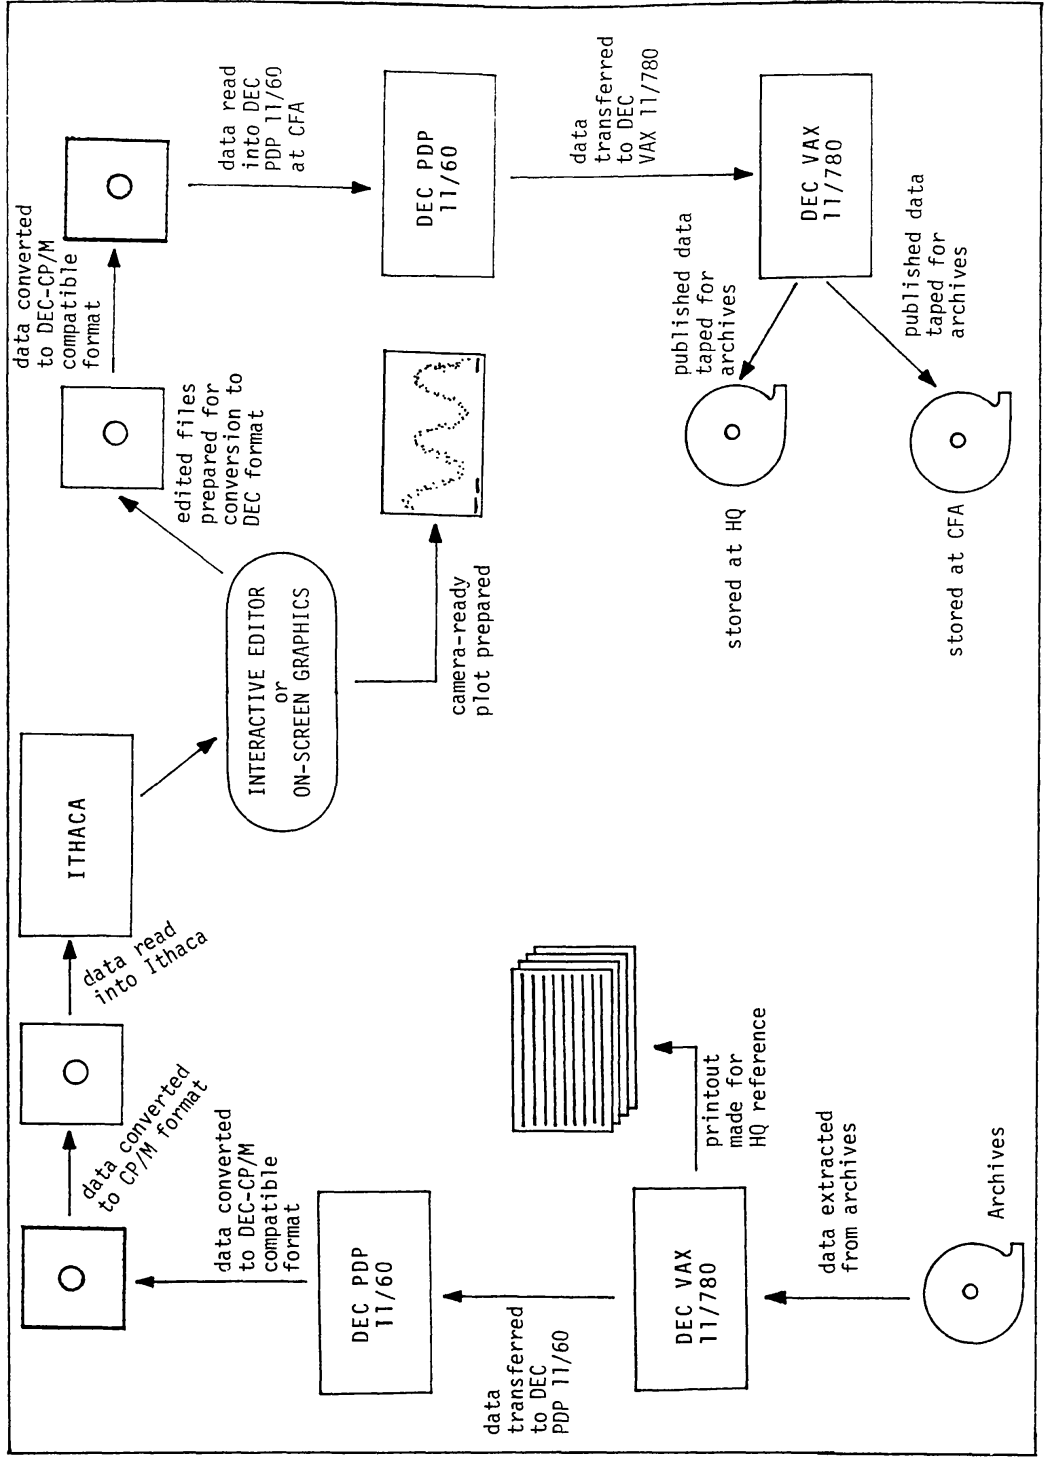 Archives
data extracted
from archives
DEC VAX
11/780
printout
made for
HQ reference
data
transferred
to DEC
PDP 11/60
DEC PDP
11/60
data converted
to DEC-CP/M
compatible
format
data converted
to CP/M format
data read
into Ithaca
ITHACA
INTERACTIVE EDITOR
or
ON-SCREEN GRAPHICS
camera-ready
plot prepared
edited files
prepared for
conversion to
DEC format
data converted
to DEC-CP/M
compatible
format
data read
into DEC
PDP 11/60
at CFA
DEC PDP
11/60
data
transferred
to DEC
VAX 11/780
DEC VAX
11/780
published data
taped for
archives
published data
taped for
archives
stored at HQ
stored at CFA